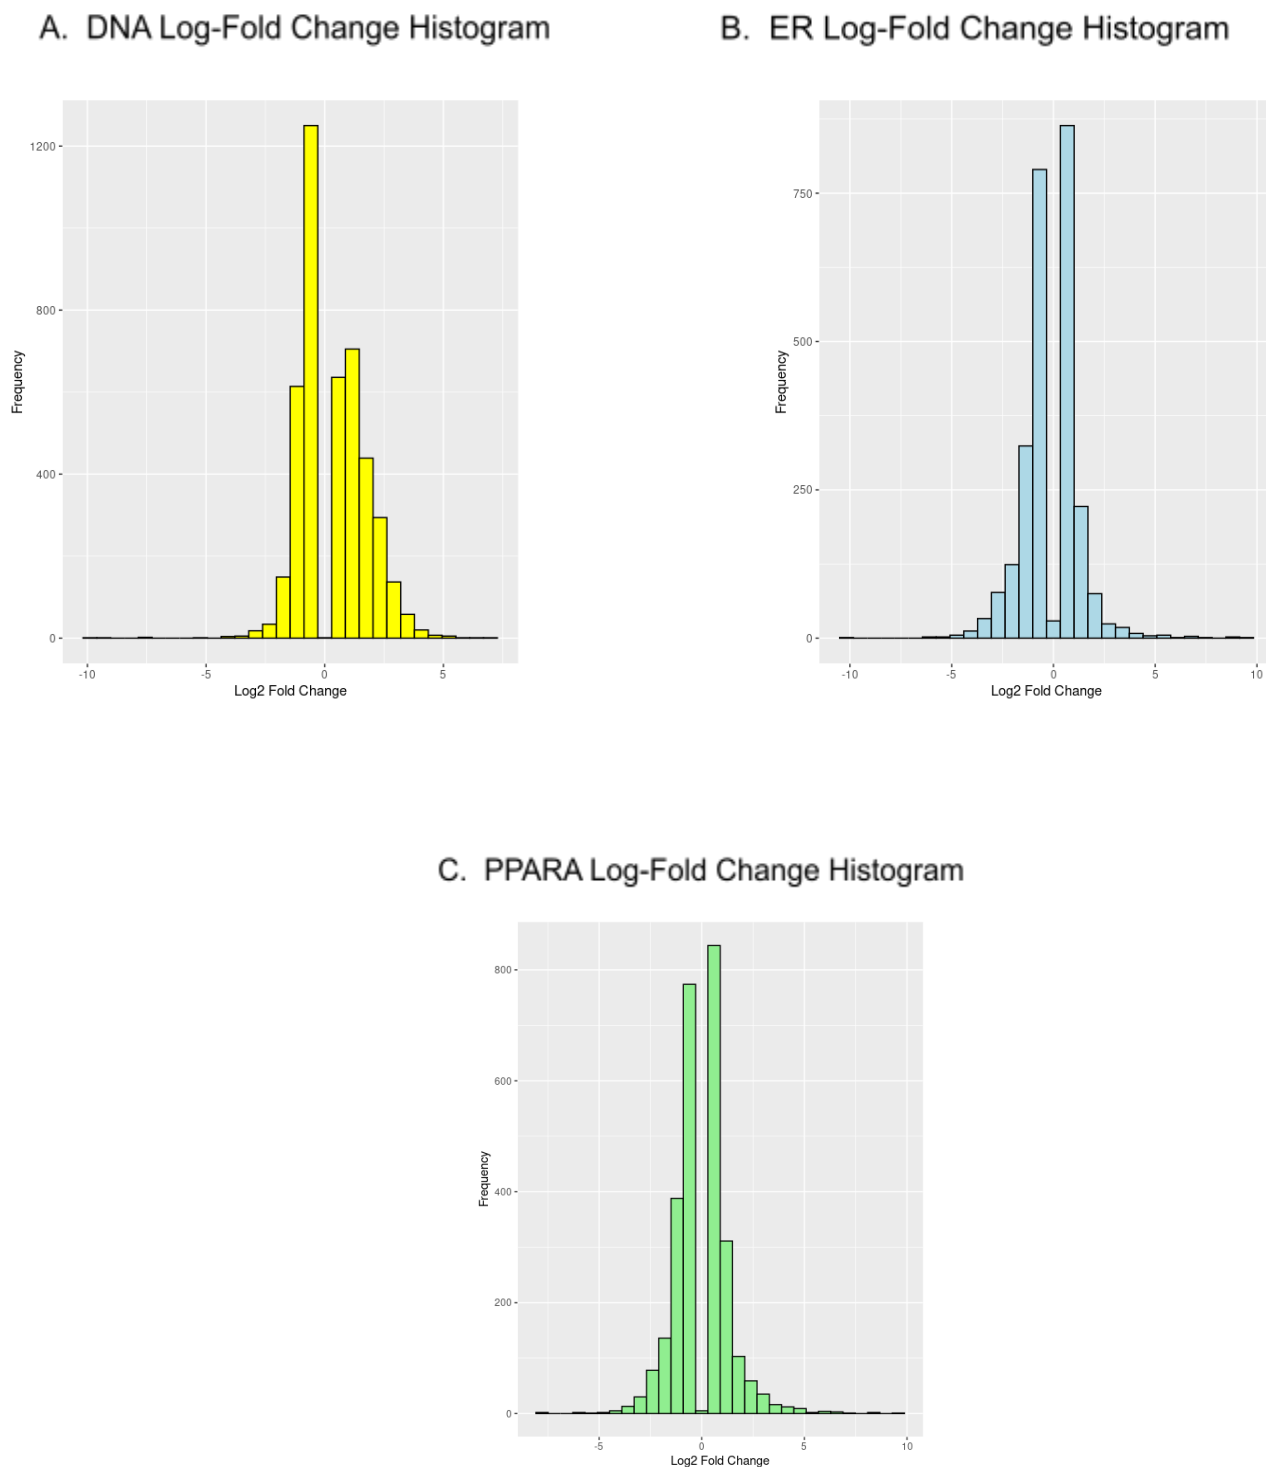 A. DNA Log-Fold Change Histogram
B. ER Log-Fold Change Histogram
1200
800
400
0
Frequency
-10 -5 0 5
Log2 Fold Change
750
500
250
0
Frequency
-10 -5 0 5 10
Log2 Fold Change
C. PPARA Log-Fold Change Histogram
800
600
400
200
0
Frequency
-5 0 5 10
Log2 Fold Change